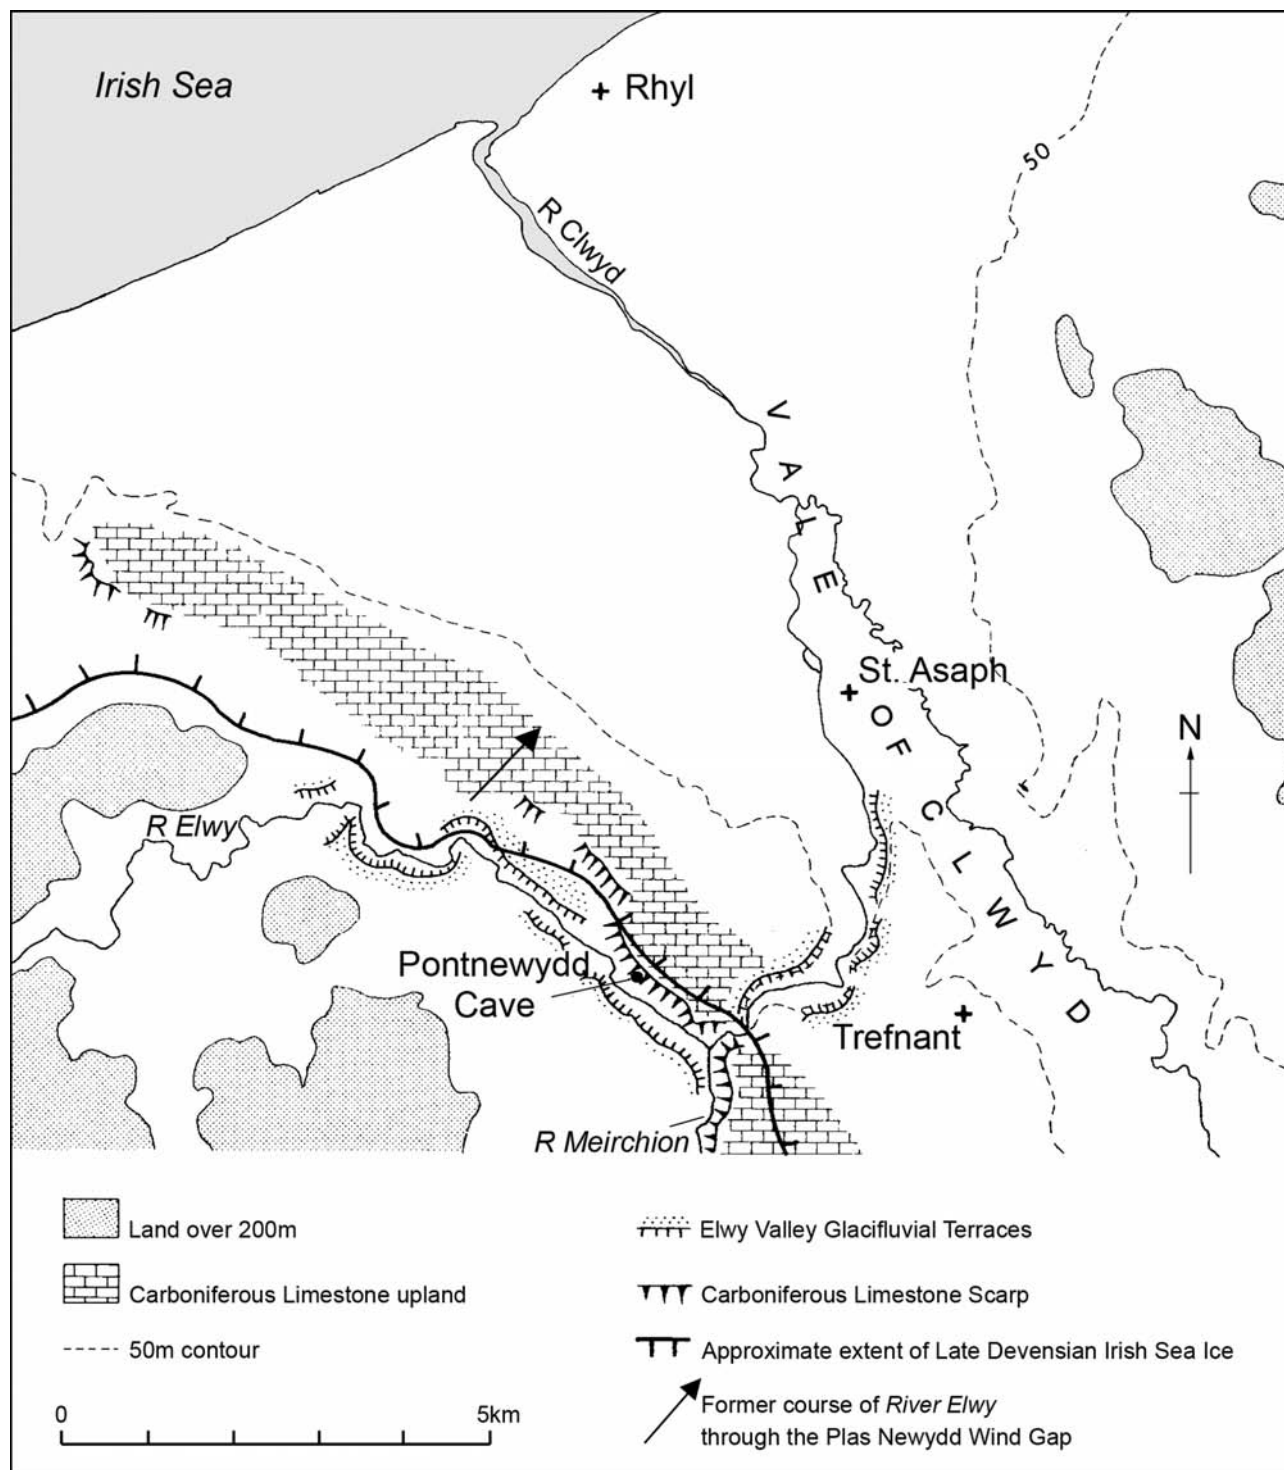 Irish Sea
Rhyl
50
R Clwyd
VALE OF CLWYD
St. Asaph
N
R Elwy
Pontnewydd
Cave
Trefnant
R Meirchion
Land over 200m
Carboniferous Limestone upland
50m contour
0 5km
Elwy Valley Glacifluvial Terraces
Carboniferous Limestone Scarp
Approximate extent of Late Devensian Irish Sea Ice
Former course of River Elwy
through the Plas Newydd Wind Gap